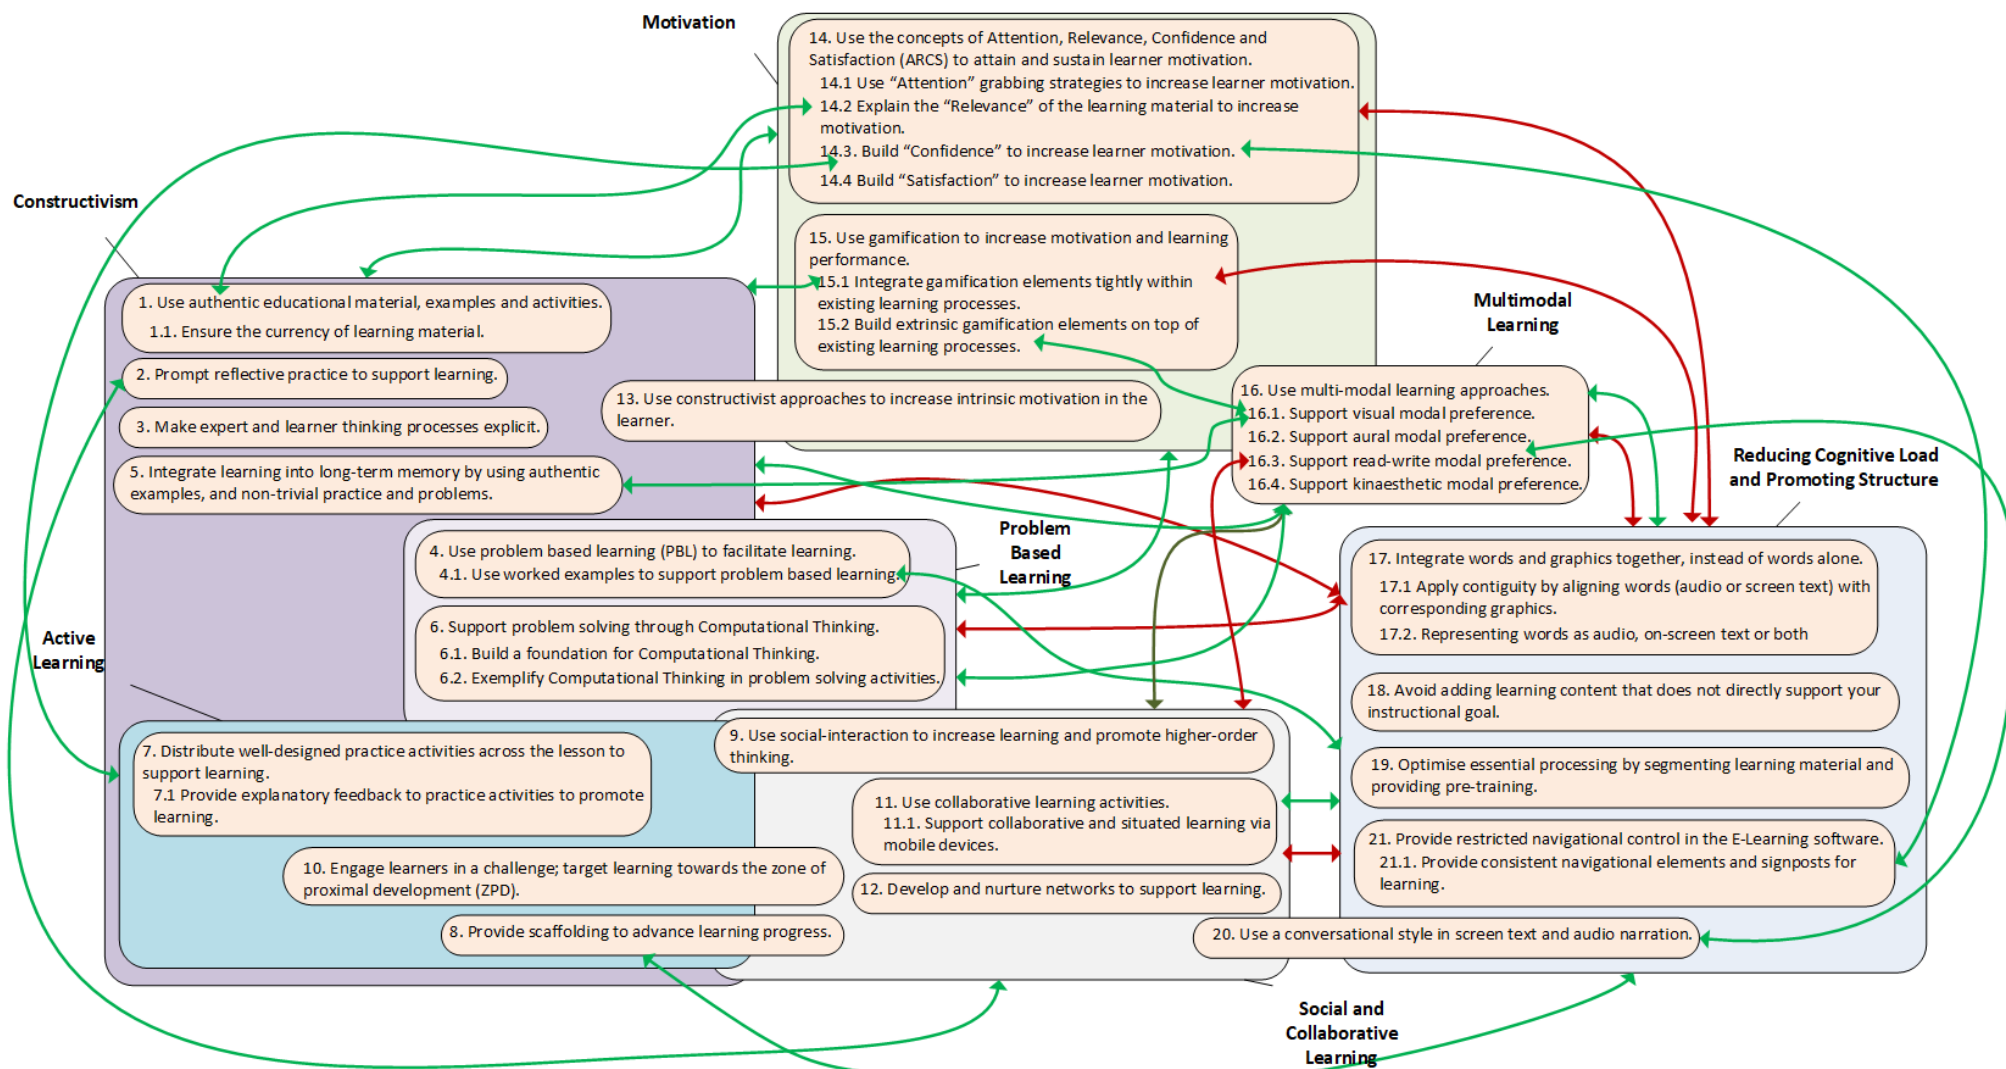 Motivation
14. Use the concepts of Attention, Relevance, Confidence and
Satisfaction (ARCS) to attain and sustain learner motivation.
14.1 Use “Attention” grabbing strategies to increase learner motivation.
14.2 Explain the “Relevance” of the learning material to increase
motivation.
14.3. Build “Confidence” to increase learner motivation.
14.4 Build “Satisfaction” to increase learner motivation.
15. Use gamification to increase motivation and learning
performance.
15.1 Integrate gamification elements tightly within
existing learning processes.
15.2 Build extrinsic gamification elements on top of
existing learning processes.
13. Use constructivist approaches to increase intrinsic motivation in the
learner.
Constructivism
1. Use authentic educational material, examples and activities.
1.1. Ensure the currency of learning material.
2. Prompt reflective practice to support learning.
3. Make expert and learner thinking processes explicit.
5. Integrate learning into long-term memory by using authentic
examples, and non-trivial practice and problems.
Multimodal
Learning
16. Use multi-modal learning approaches.
16.1. Support visual modal preference.
16.2. Support aural modal preference.
16.3. Support read-write modal preference.
16.4. Support kinaesthetic modal preference.
Problem
Based
Learning
4. Use problem based learning (PBL) to facilitate learning.
4.1. Use worked examples to support problem based learning.
6. Support problem solving through Computational Thinking.
6.1. Build a foundation for Computational Thinking.
6.2. Exemplify Computational Thinking in problem solving activities.
Reducing Cognitive Load
and Promoting Structure
17. Integrate words and graphics together, instead of words alone.
17.1 Apply contiguity by aligning words (audio or screen text) with
corresponding graphics.
17.2. Representing words as audio, on-screen text or both
18. Avoid adding learning content that does not directly support your
instructional goal.
19. Optimise essential processing by segmenting learning material and
providing pre-training.
21. Provide restricted navigational control in the E-Learning software.
21.1. Provide consistent navigational elements and signposts for
learning.
20. Use a conversational style in screen text and audio narration.
Active
Learning
7. Distribute well-designed practice activities across the lesson to
support learning.
7.1 Provide explanatory feedback to practice activities to promote
learning.
10. Engage learners in a challenge; target learning towards the zone of
proximal development (ZPD).
8. Provide scaffolding to advance learning progress.
9. Use social-interaction to increase learning and promote higher-order
thinking.
11. Use collaborative learning activities.
11.1. Support collaborative and situated learning via
mobile devices.
12. Develop and nurture networks to support learning.
Social and
Collaborative
Learning